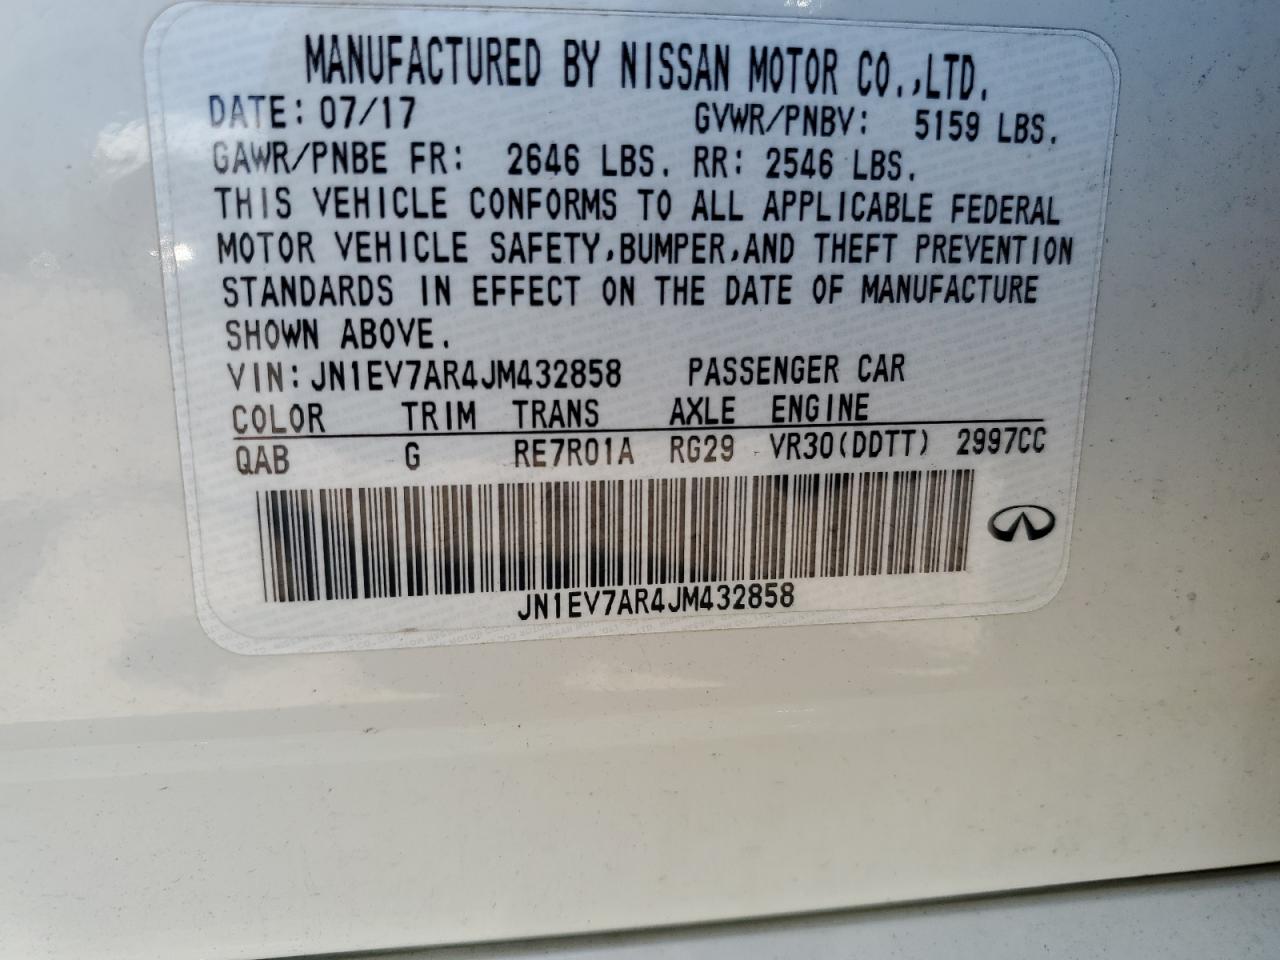 MANUFACTURED BY NISSAN MOTOR CO.,LTD.
DATE: 07/17 GVWR/PNBV: 5159 LBS.
GAWR/PNBE FR: 2646 LBS. RR: 2546 LBS.
THIS VEHICLE CONFORMS TO ALL APPLICABLE FEDERAL
MOTOR VEHICLE SAFETY,BUMPER,AND THEFT PREVENTION
STANDARDS IN EFFECT ON THE DATE OF MANUFACTURE
SHOWN ABOVE.
VIN: JN1EV7AR4JM432858 PASSENGER CAR
COLOR TRIM TRANS AXLE ENGINE
QAB G RE7R01A RG29 VR30(DDTT) 2997CC
JN1EV7AR4JM432858